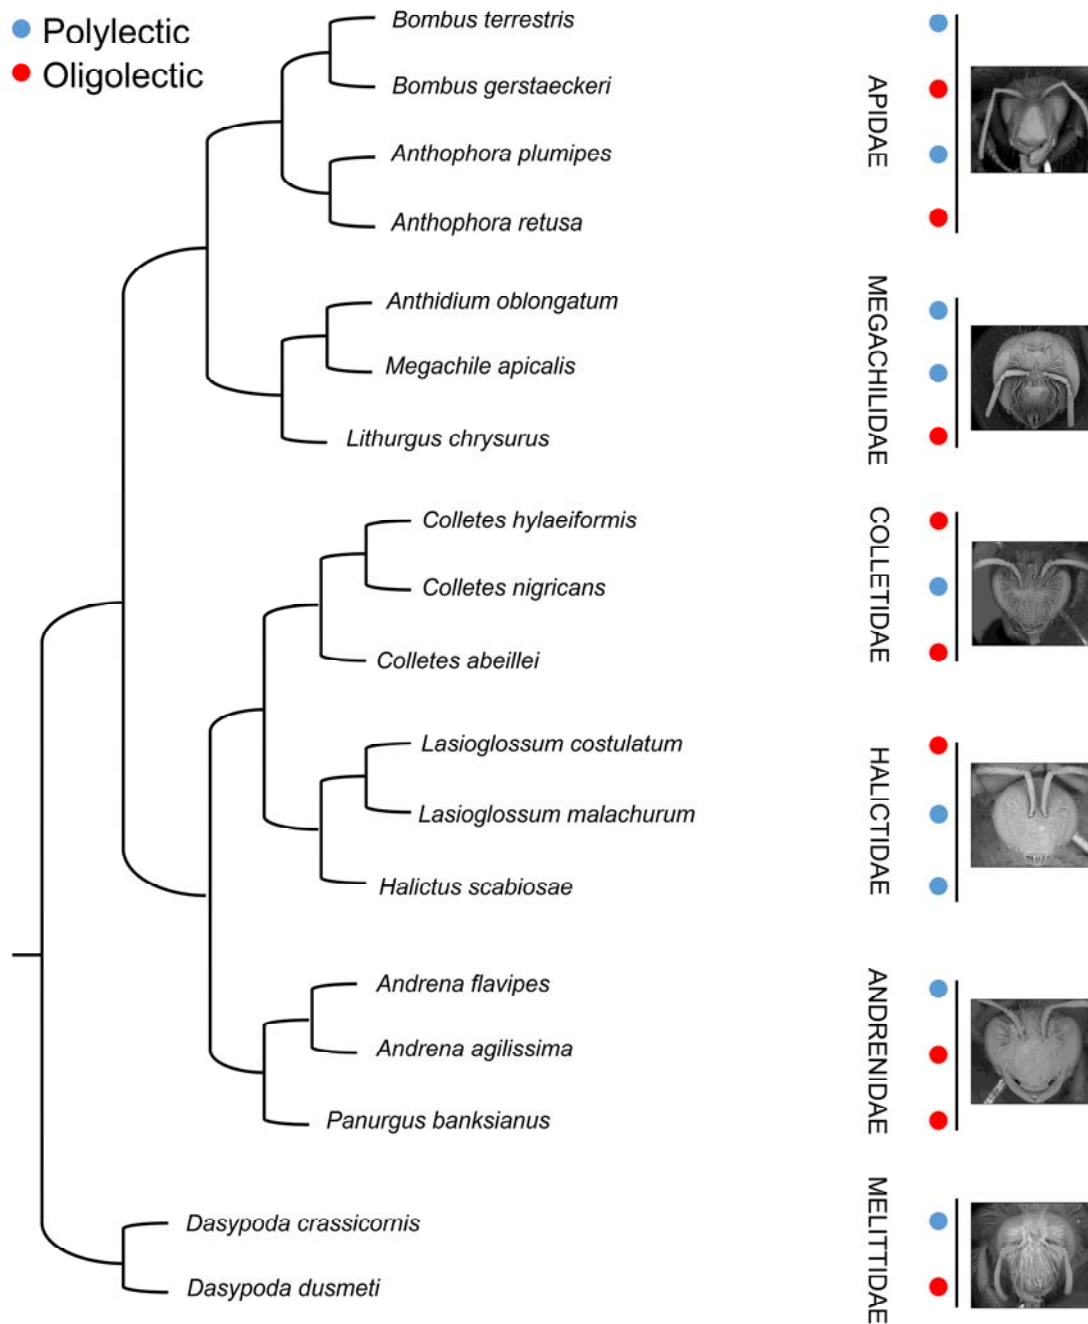 Polylectic
Oligolectic
Bombus terrestris
Bombus gerstaeckeri
Anthophora plumipes
Anthophora retusa
APIDAE
Anthidium oblongatum
Megachile apicalis
Lithurgus chrysurus
MEGACHILIDAE
Colletes hylaeiformis
Colletes nigricans
Colletes abeillei
COLLETIDAE
Lasioglossum costulatum
Lasioglossum malachurum
Halictus scabiosae
HALICTIDAE
Andrena flavipes
Andrena agilissima
Panurgus banksianus
ANDRENIDAE
Dasypoda crassicornis
Dasypoda dusmeti
MELITTIDAE